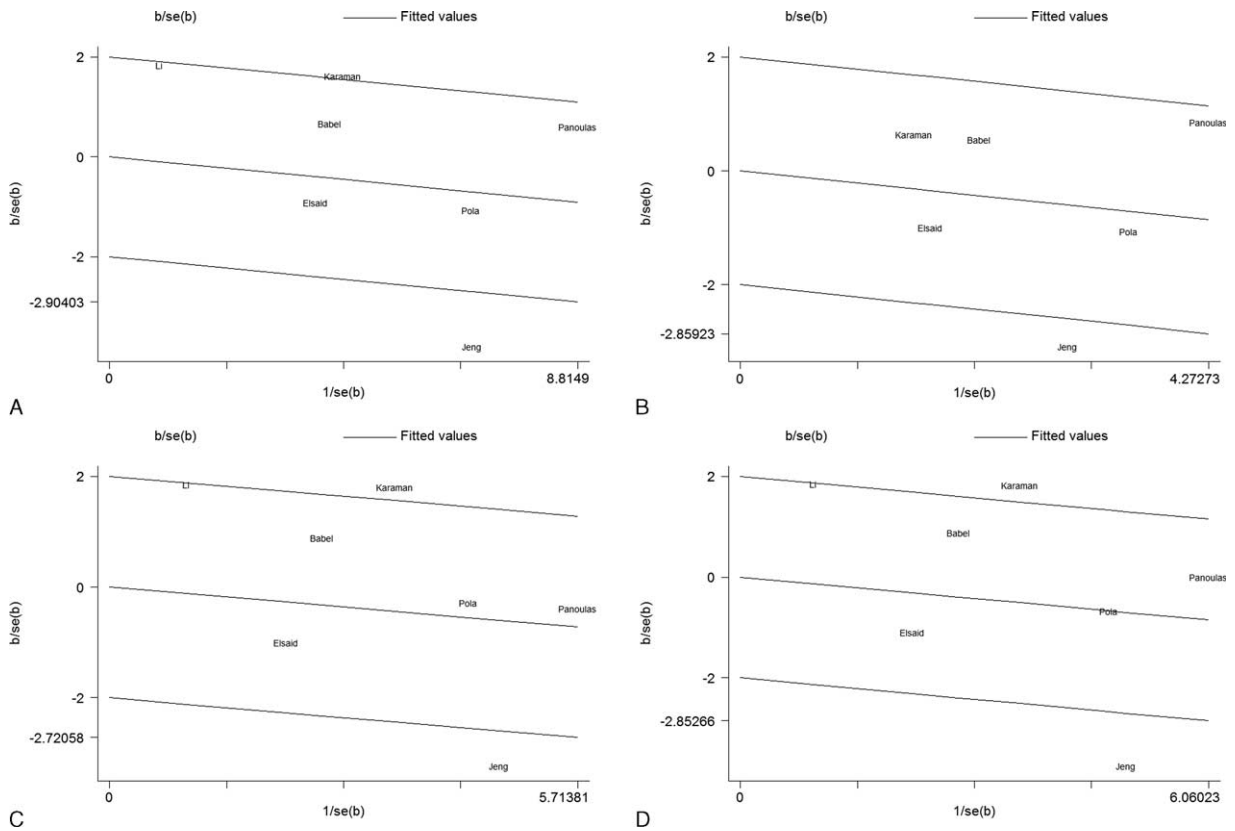 b/se(b) Fitted values
2
Li
Karaman
Babel
Panoulas
0
b/se(b)
Elsaid
Pola
-2
-2.90403
Jeng
0 8.8149
1/se(b)
A
b/se(b) Fitted values
2
Panoulas
Karaman
Babel
0
b/se(b)
Elsaid
Pola
-2
-2.85923
Jeng
0 4.27273
1/se(b)
B
b/se(b) Fitted values
2
Li
Karaman
Babel
0
b/se(b)
Pola
Panoulas
Elsaid
-2
-2.72058
Jeng
0 5.71381
1/se(b)
C
b/se(b) Fitted values
2
Li
Karaman
Babel
0
Panoulas
b/se(b)
Pola
Elsaid
-2
-2.85266
Jeng
0 6.06023
1/se(b)
D